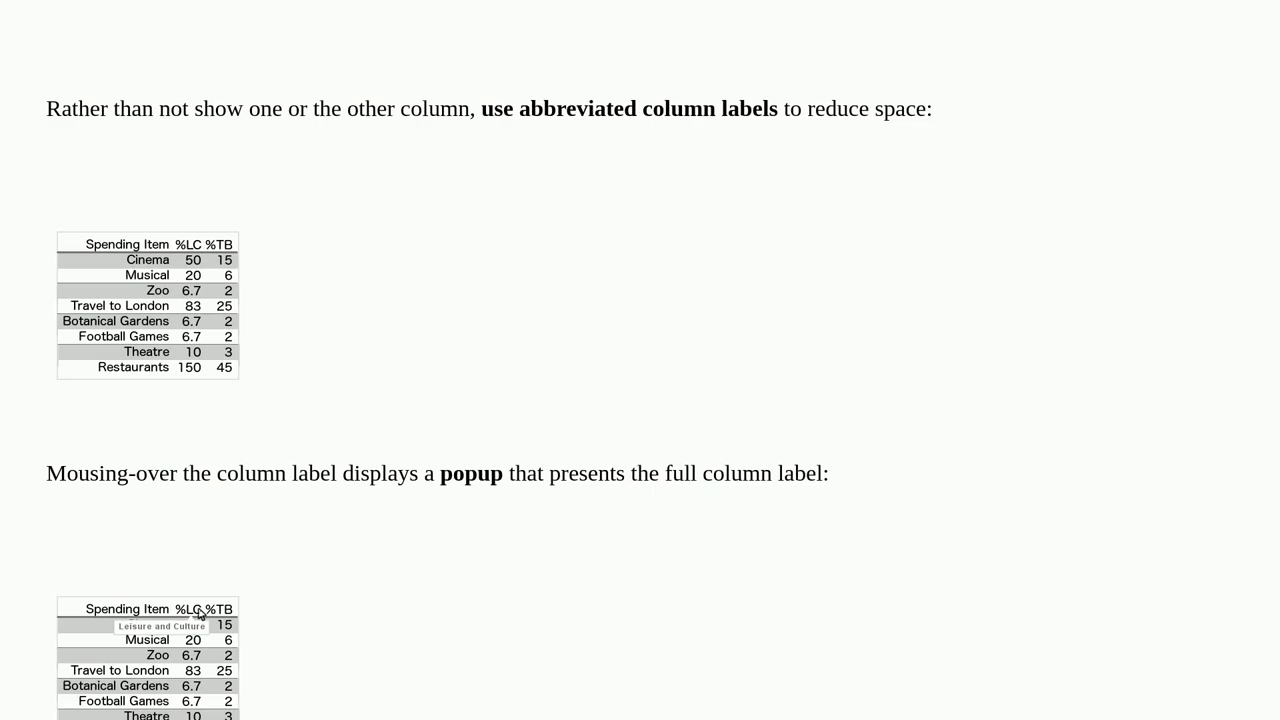 Rather than not show one or the other column, use abbreviated column labels to reduce space:
Spending Item %LC %TB
Cinema 50 15
Musical 20 6
Zoo 6.7 2
Travel to London 83 25
Botanical Gardens 6.7 2
Football Games 6.7 2
Theatre 10 3
Restaurants 150 45
Mousing-over the column label displays a popup that presents the full column label:
Spending Item %LC %TB
15
Leisure and Culture
Musical 20 6
Zoo 6.7 2
Travel to London 83 25
Botanical Gardens 6.7 2
Football Games 6.7 2
Theatre 10 3